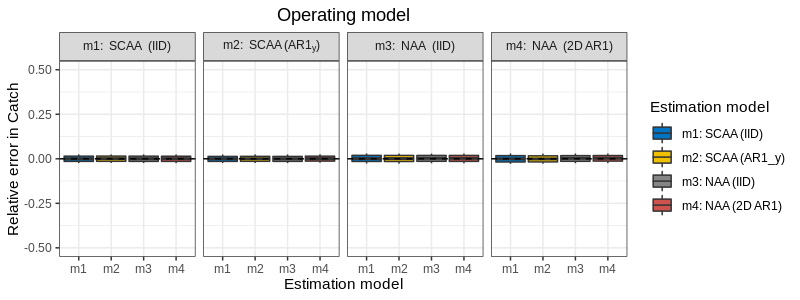 Operating model
m1: SCAA (IID)
m2: SCAA (AR1y)
m3: NAA (IID)
m4: NAA (2D AR1)
Relative error in Catch
0.50
0.25
0.00
-0.25
-0.50
m1 m2 m3 m4
m1 m2 m3 m4
m1 m2 m3 m4
m1 m2 m3 m4
Estimation model
Estimation model
m1: SCAA (IID)
m2: SCAA (AR1_y)
m3: NAA (IID)
m4: NAA (2D AR1)